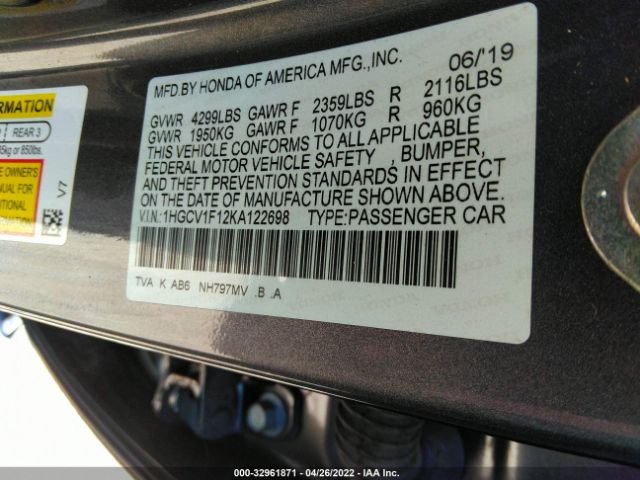 MFD.BY HONDA OF AMERICA MFG.,INC. 06/'19
GVWR 4299LBS GAWR F 2359LBS R 2116LBS
GVWR 1950KG GAWR F 1070KG R 960KG
THIS VEHICLE CONFORMS TO ALL APPLICABLE
FEDERAL MOTOR VEHICLE SAFETY , BUMPER,
AND THEFT PREVENTION STANDARDS IN EFFECT
ON THE DATE OF MANUFACTURE SHOWN ABOVE.
V.I.N.:1HGCV1F12KA122698 TYPE:PASSENGER CAR
TVA K AB6 NH797MV .B .A
REAR 3
or 850lbs.
V7
000-32961871 - 04/26/2022 - IAA Inc.